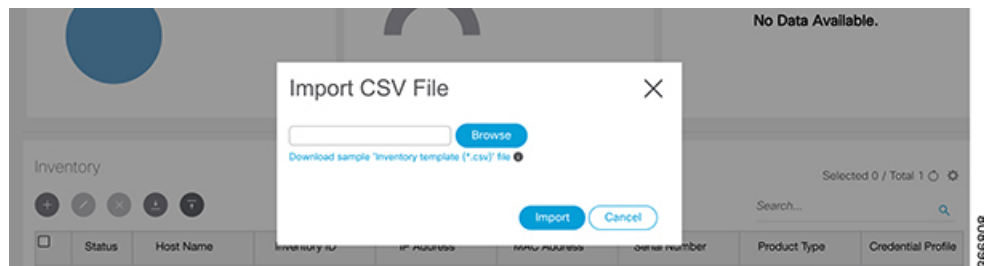 No Data Available.
Import CSV File
Browse
Download sample 'Inventory template (*.csv)' file
Inventory
Selected 0 / Total 1
Import
Cancel
Search...
Status Host Name Inventory ID IP Address MAC Address Serial Number Product Type Credential Profile